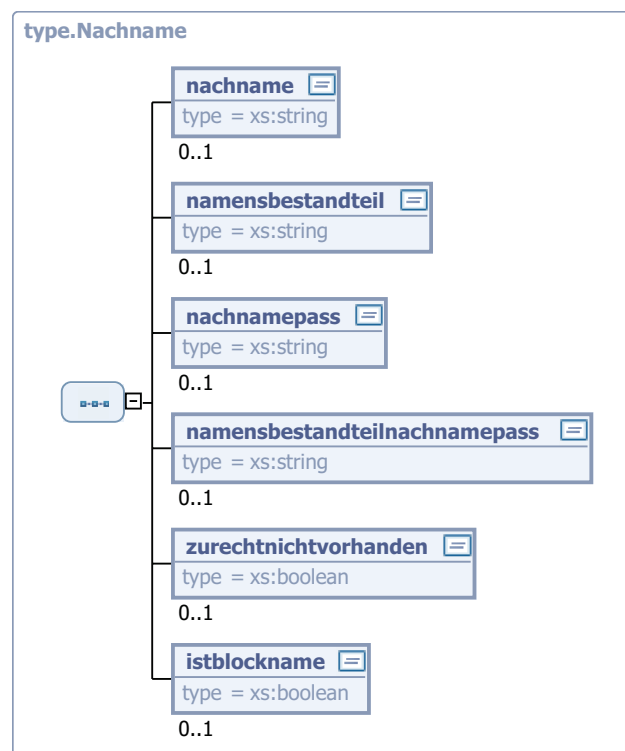 type.Nachname
nachname
type = xs:string
0..1
namensbestandteil
type = xs:string
0..1
nachnamepass
type = xs:string
0..1
namensbestandteilnachnamepass
type = xs:string
0..1
zurechtnichtvorhanden
type = xs:boolean
0..1
istblockname
type = xs:boolean
0..1